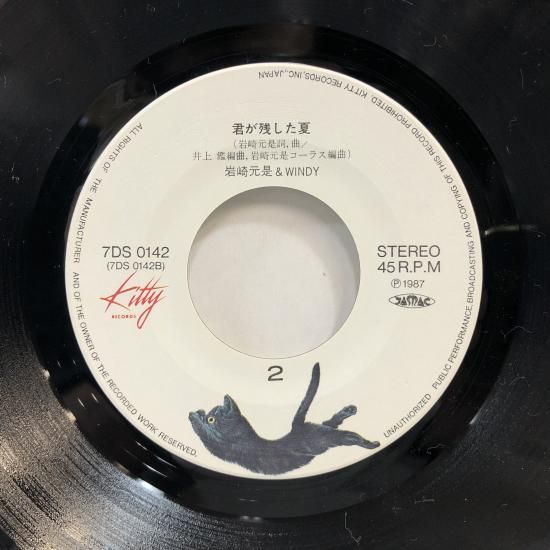 君が残した夏
(岩崎元是詞,曲/
井上 鑑編曲,岩崎元是コーラス編曲)
岩崎元是&WINDY
7DS 0142
(7DS 0142B)
Kitty
RECORDS
STEREO
45 R.P.M
Ⓟ1987
JASRAC
2
ALL RIGHTS OF THE MANUFACTURER AND OF THE OWNER OF THE RECORDED WORK RESERVED.
UNAUTHORIZED PUBLIC PERFORMANCE, BROADCASTING AND COPYING OF THIS RECORD PROHIBITED. KITTY RECORDS, INC., JAPAN